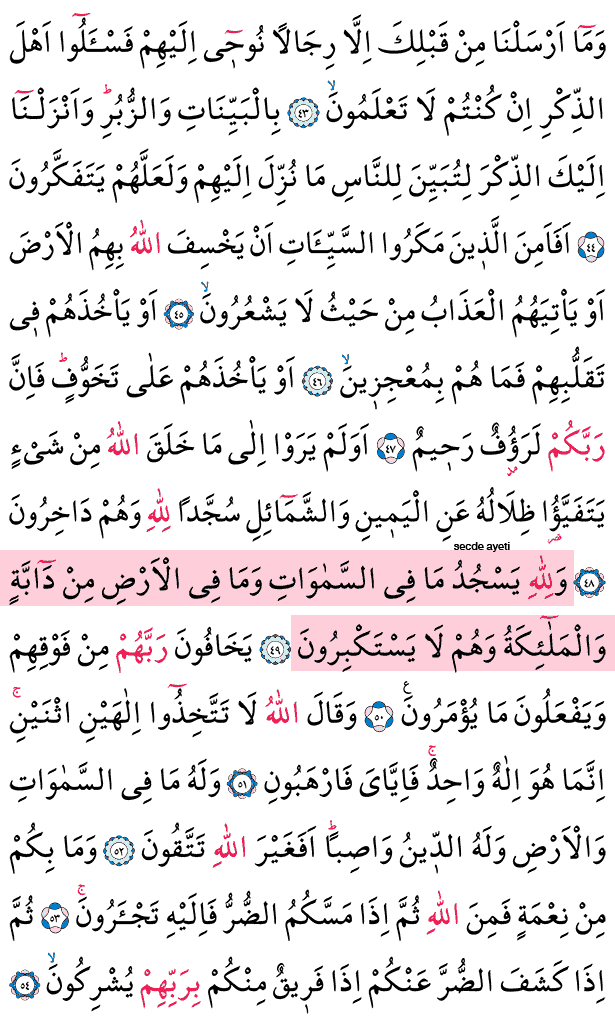 وَمَٓا اَرْسَلْنَا مِنْ قَبْلِكَ اِلَّا رِجَالًا نُوح۪ٓي اِلَيْهِمْ فَسْـَٔلُٓوا اَهْلَ
الذِّكْرِ اِنْ كُنْتُمْ لَا تَعْلَمُونَۙ ﴿٤٣﴾ بِالْبَيِّنَاتِ وَالزُّبُرِۜ وَاَنْزَلْنَٓا
اِلَيْكَ الذِّكْرَ لِتُبَيِّنَ لِلنَّاسِ مَا نُزِّلَ اِلَيْهِمْ وَلَعَلَّهُمْ يَتَفَكَّرُونَ
﴿٤٤﴾ اَفَاَمِنَ الَّذ۪ينَ مَكَرُوا السَّيِّـَٔاتِ اَنْ يَخْسِفَ اللّٰهُ بِهِمُ الْاَرْضَ
اَوْ يَأْتِيَهُمُ الْعَذَابُ مِنْ حَيْثُ لَا يَشْعُرُونَۙ ﴿٤٥﴾ اَوْ يَأْخُذَهُمْ ف۪ي
تَقَلُّبِهِمْ فَمَا هُمْ بِمُعْجِز۪ينَۙ ﴿٤٦﴾ اَوْ يَأْخُذَهُمْ عَلٰى تَخَوُّفٍۜ فَاِنَّ
رَبَّكُمْ لَرَؤُ۫فٌ رَح۪يمٌ ﴿٤٧﴾ اَوَلَمْ يَرَوْا اِلٰى مَا خَلَقَ اللّٰهُ مِنْ شَيْءٍ
يَتَفَيَّؤُ۬ا ظِلَالُهُ عَنِ الْيَم۪ينِ وَالشَّمَٓائِلِ سُجَّدًا لِلّٰهِ وَهُمْ دَاخِرُونَ
secde ayeti
﴿٤٨﴾ وَلِلّٰهِ يَسْجُدُ مَا فِي السَّمٰوَاتِ وَمَا فِي الْاَرْضِ مِنْ دَٓابَّةٍ
وَالْمَلٰٓئِكَةُ وَهُمْ لَا يَسْتَكْبِرُونَ ﴿٤٩﴾ يَخَافُونَ رَبَّهُمْ مِنْ فَوْقِهِمْ
وَيَفْعَلُونَ مَا يُؤْمَرُونَ ع ﴿٥٠﴾ وَقَالَ اللّٰهُ لَا تَتَّخِذُٓوا اِلٰهَيْنِ اثْنَيْنِۚ
اِنَّمَا هُوَ اِلٰهٌ وَاحِدٌۚ فَاِيَّايَ فَارْهَبُونِ ﴿٥١﴾ وَلَهُ مَا فِي السَّمٰوَاتِ
وَالْاَرْضِ وَلَهُ الدّ۪ينُ وَاصِبًاۜ اَفَغَيْرَ اللّٰهِ تَتَّقُونَ ﴿٥٢﴾ وَمَا بِكُمْ
مِنْ نِعْمَةٍ فَمِنَ اللّٰهِ ثُمَّ اِذَا مَسَّكُمُ الضُّرُّ فَاِلَيْهِ تَجْـَٔرُونَۚ ﴿٥٣﴾ ثُمَّ
اِذَا كَشَفَ الضُّرَّ عَنْكُمْ اِذَا فَر۪يقٌ مِنْكُمْ بِرَبِّهِمْ يُشْرِكُونَۙ ﴿٥٤﴾